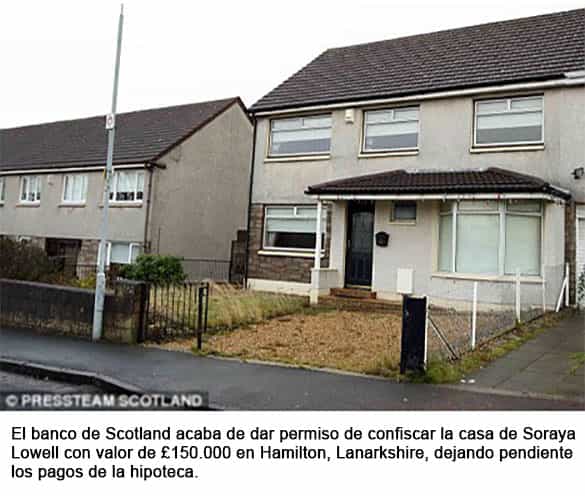 © PRESSTEAM SCOTLAND
El banco de Scotland acaba de dar permiso de confiscar la casa de Soraya
Lowell con valor de £150.000 en Hamilton, Lanarkshire, dejando pendiente
los pagos de la hipoteca.